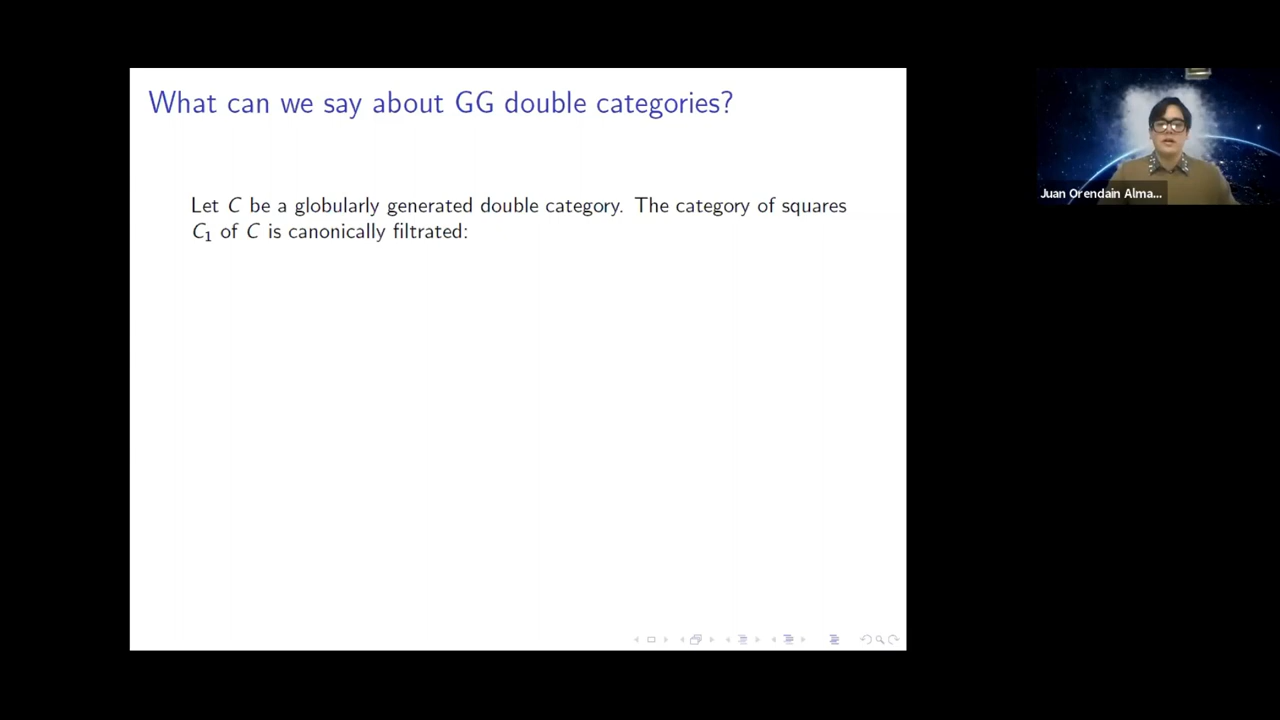 What can we say about GG double categories?
Let C be a globularly generated double category. The category of squares
C₁ of C is canonically filtrated:
Juan Orendain Alma...